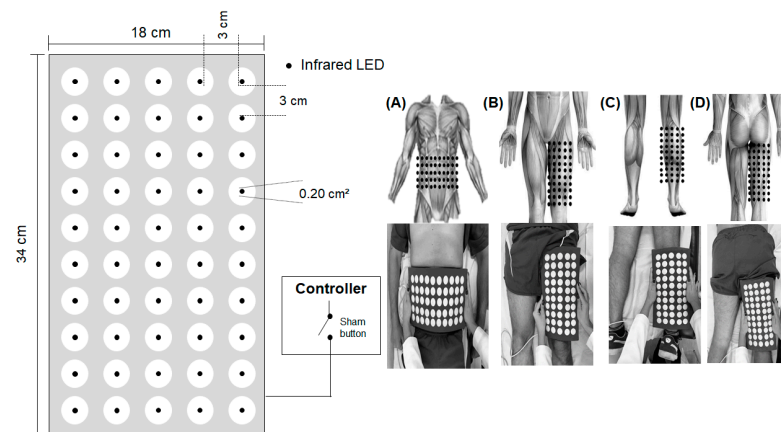 18 cm
3 cm
Infrared LED
3 cm
0.20 cm²
34 cm
Controller
Sham
button
(A)
(B)
(C)
(D)